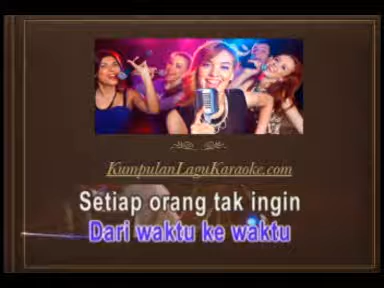 KumpulanLaguKaraoke.com
Setiap orang tak ingin
Dari waktu ke waktu